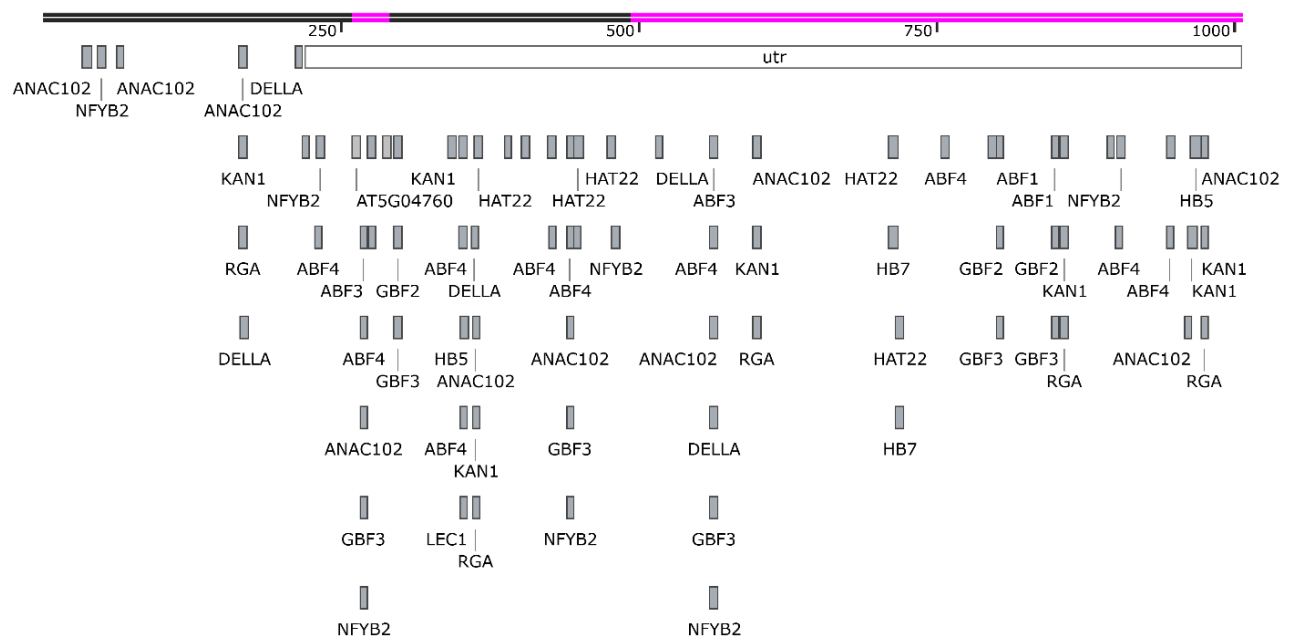 250 500 750 1000
utr
ANAC102 ANAC102 DELLA
NFYB2 ANAC102
KAN1 KAN1 HAT22 DELLA ANAC102 HAT22 ABF4 ABF1 ANAC102
NFYB2 AT5G04760 HAT22 HAT22 ABF3 ABF1 NFYB2 HB5
RGA ABF4 ABF4 ABF4 NFYB2 ABF4 KAN1 HB7 GBF2 GBF2 ABF4 KAN1
ABF3 GBF2 DELLA ABF4 KAN1 ABF4 KAN1
DELLA ABF4 HB5 ANAC102 ANAC102 RGA HAT22 GBF3 GBF3 ANAC102
GBF3 ANAC102 RGA RGA
ANAC102 ABF4 GBF3 DELLA HB7
KAN1
GBF3 LEC1 NFYB2 GBF3
RGA
NFYB2 NFYB2